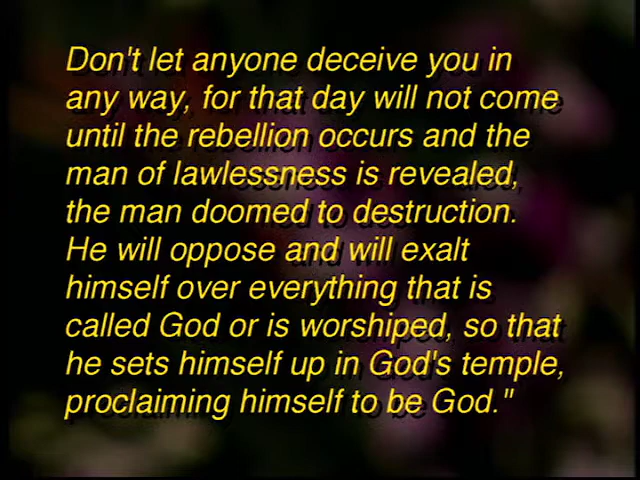 Don't let anyone deceive you in
any way, for that day will not come
until the rebellion occurs and the
man of lawlessness is revealed,
the man doomed to destruction.
He will oppose and will exalt
himself over everything that is
called God or is worshiped, so that
he sets himself up in God's temple,
proclaiming himself to be God."